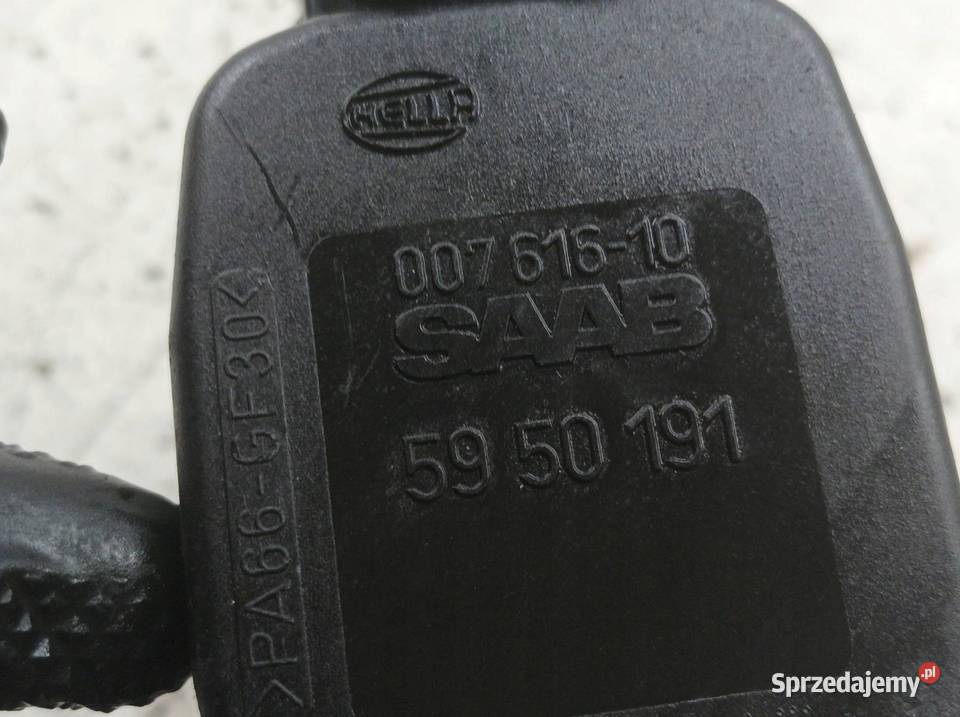 HELLA
007 616-10
SAAB
59 50 191
>PA66-GF30<
Sprzedajemy.pl